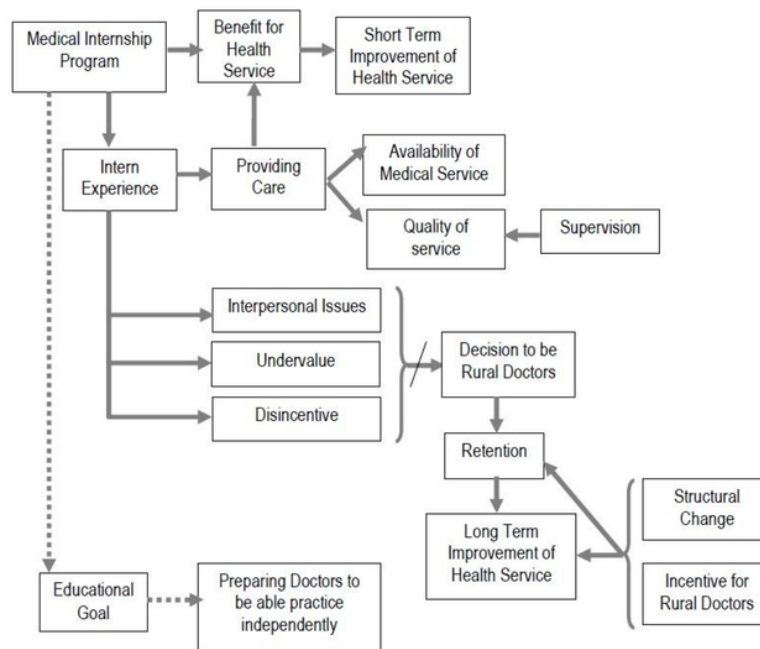 Medical Internship
Program
Benefit for
Health
Service
Short Term
Improvement of
Health Service
Intern
Experience
Providing
Care
Availability of
Medical Service
Quality of
service
Supervision
Interpersonal Issues
Undervalue
Disincentive
Decision to be
Rural Doctors
Retention
Long Term
Improvement of
Health Service
Structural
Change
Incentive for
Rural Doctors
Educational
Goal
Preparing Doctors to
be able practice
independently